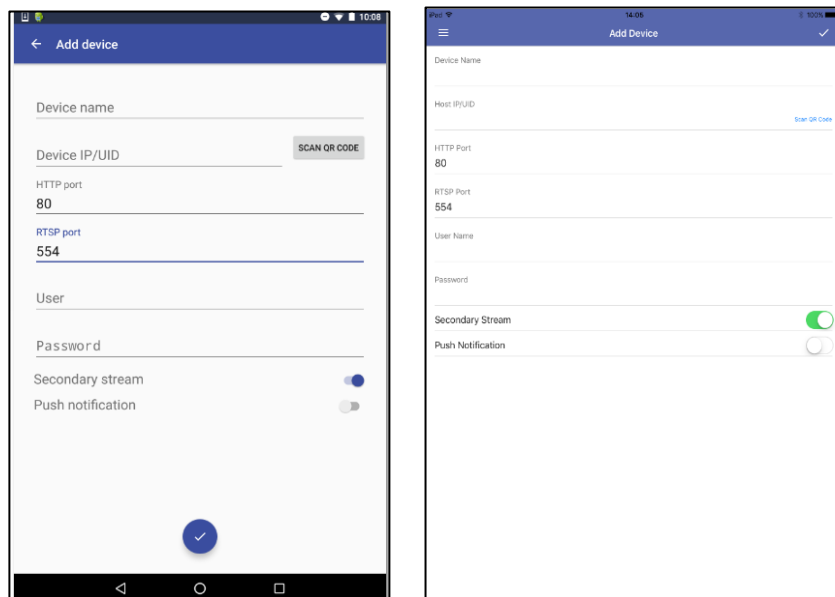 10:08
Add device
Device name
Device IP/UID
SCAN QR CODE
HTTP port
80
RTSP port
554
User
Password
Secondary stream
Push notification
iPad
14:05
100%
Add Device
Device Name
Host IP/UID
Scan QR Code
HTTP Port
80
RTSP Port
554
User Name
Password
Secondary Stream
Push Notification